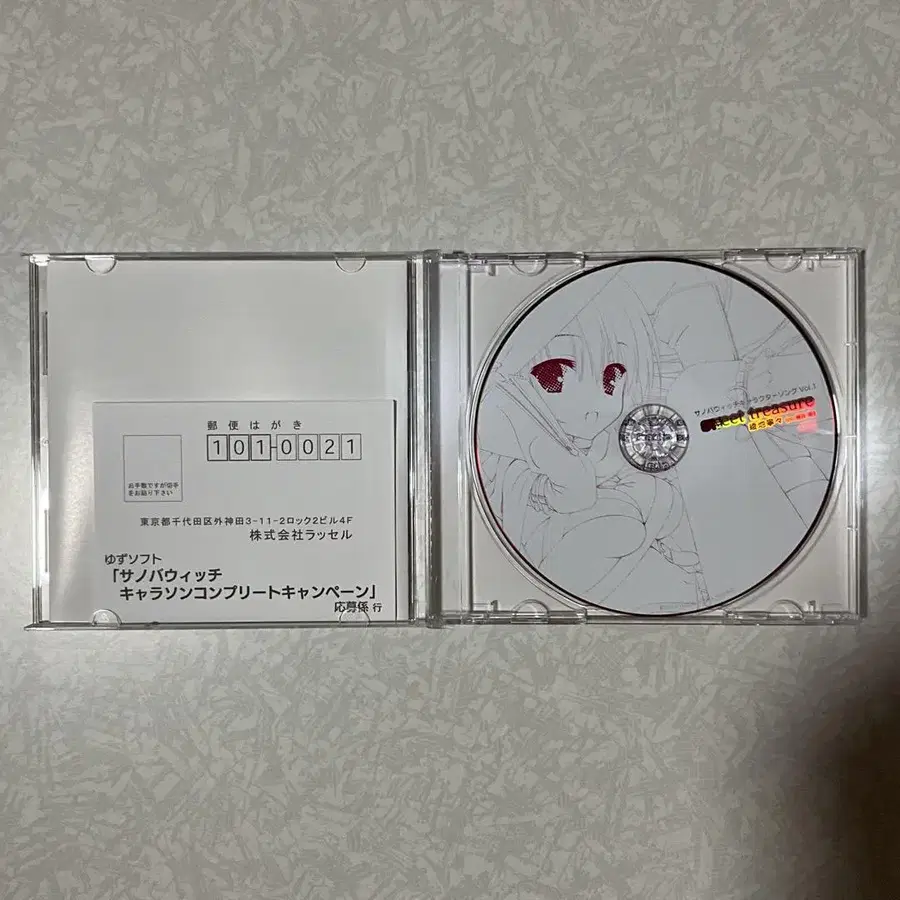 郵便はがき
101-0021
お手数ですが切手
をお貼り下さい
東京都千代田区外神田3-11-2ロック2ビル4F
株式会社ラッセル
ゆずソフト
「サノバウィッチ
キャラソンコンプリートキャンペーン」
応募係 行
サノバウィッチキャラクターソング Vol.1
sweet treasure
綾地寧々